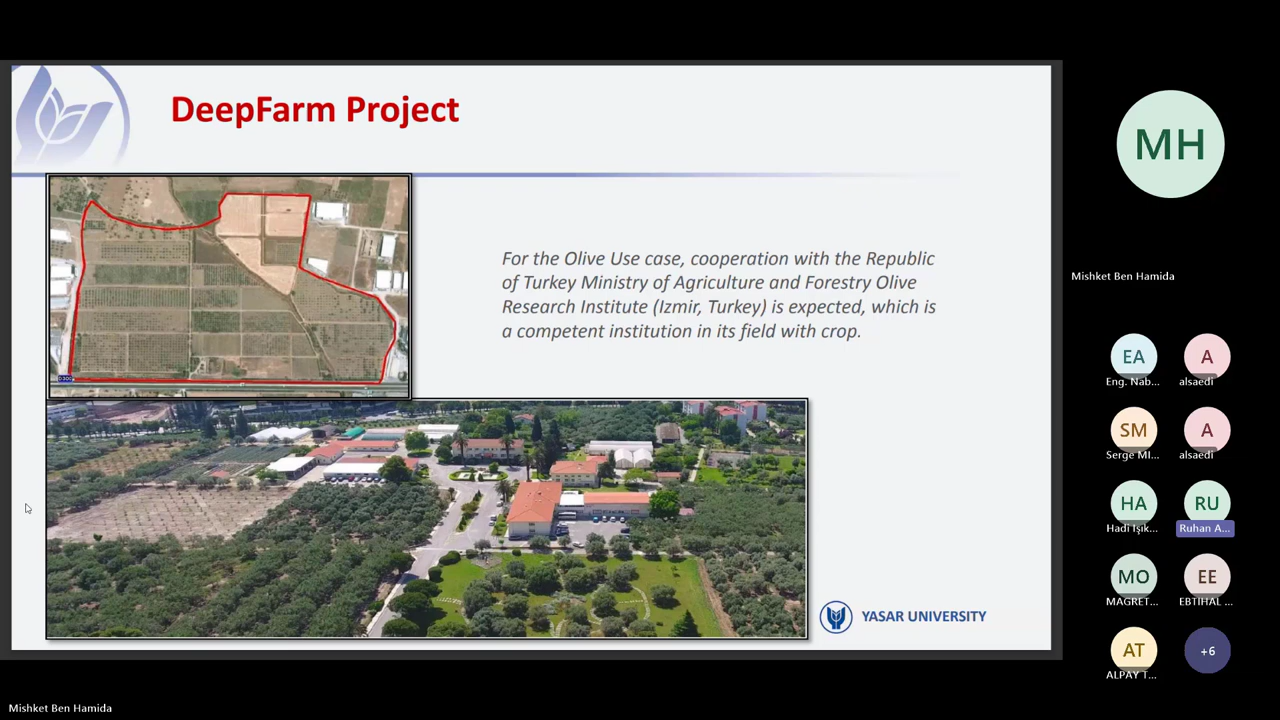 DeepFarm Project
For the Olive Use case, cooperation with the Republic
of Turkey Ministry of Agriculture and Forestry Olive
Research Institute (Izmir, Turkey) is expected, which is
a competent institution in its field with crop.
YASAR UNIVERSITY
MH
Mishket Ben Hamida
EA
Eng. Nab...
A
alsaedi
SM
Serge MI...
A
alsaedi
HA
Hadi Işık...
RU
Ruhan A...
MO
MAGRET...
EE
EBTIHAL ...
AT
ALPAY T...
+6
Mishket Ben Hamida